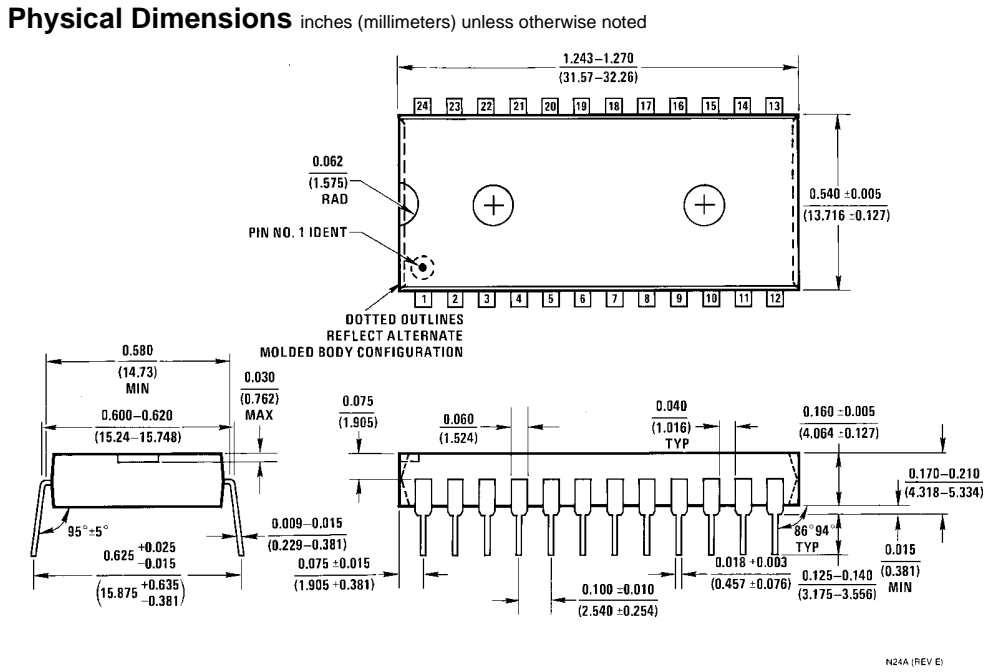 Physical Dimensions inches (millimeters) unless otherwise noted
1.243–1.270
(31.57–32.26)
24 23 22 21 20 19 18 17 16 15 14 13
0.062
(1.575)
RAD
0.540 ±0.005
(13.716 ±0.127)
PIN NO. 1 IDENT
1 2 3 4 5 6 7 8 9 10 11 12
DOTTED OUTLINES
REFLECT ALTERNATE
MOLDED BODY CONFIGURATION
0.580
(14.73)
MIN
0.030
(0.762)
MAX
0.600–0.620
(15.24–15.748)
95°±5°
0.625 +0.025
-0.015
(15.875 +0.635
-0.381)
0.009–0.015
(0.229–0.381)
0.075 ±0.015
(1.905 ±0.381)
0.075
(1.905)
0.060
(1.524)
0.040
(1.016)
TYP
0.160 ±0.005
(4.064 ±0.127)
0.170–0.210
(4.318–5.334)
86°94°
TYP
0.015
(0.381)
MIN
0.018 ±0.003
(0.457 ±0.076)
0.125–0.140
(3.175–3.556)
0.100 ±0.010
(2.540 ±0.254)
N24A (REV E)